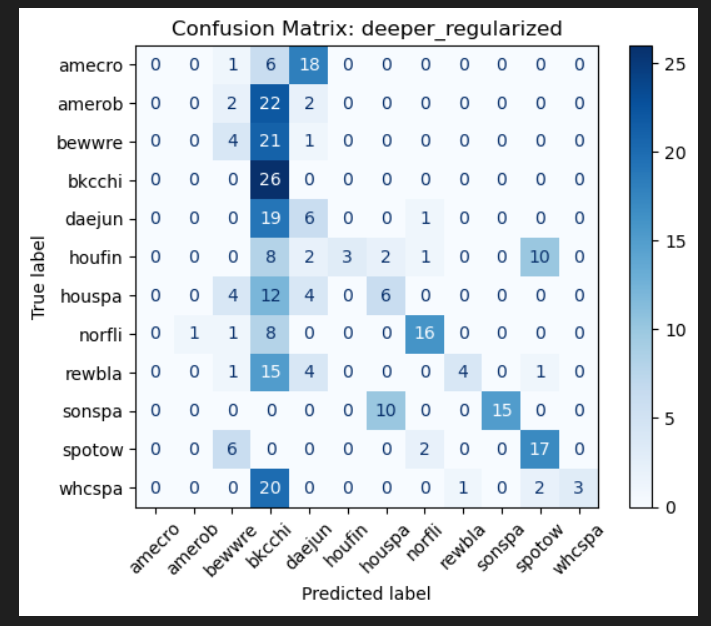 Confusion Matrix: deeper_regularized
True label
amecro 0 0 1 6 18 0 0 0 0 0 0 0
amerob 0 0 2 22 2 0 0 0 0 0 0 0
bewwre 0 0 4 21 1 0 0 0 0 0 0 0
bkcchi 0 0 0 26 0 0 0 0 0 0 0 0
daejun 0 0 0 19 6 0 0 1 0 0 0 0
houfin 0 0 0 8 2 3 2 1 0 0 10 0
houspa 0 0 4 12 4 0 6 0 0 0 0 0
norfli 0 1 1 8 0 0 0 16 0 0 0 0
rewbla 0 0 1 15 4 0 0 0 4 0 1 0
sonspa 0 0 0 0 0 0 10 0 0 15 0 0
spotow 0 0 6 0 0 0 0 2 0 0 17 0
whcspa 0 0 0 20 0 0 0 0 1 0 2 3
amecro amerob bewwre bkcchi daejun houfin houspa norfli rewbla sonspa spotow whcspa
Predicted label
25
20
15
10
5
0